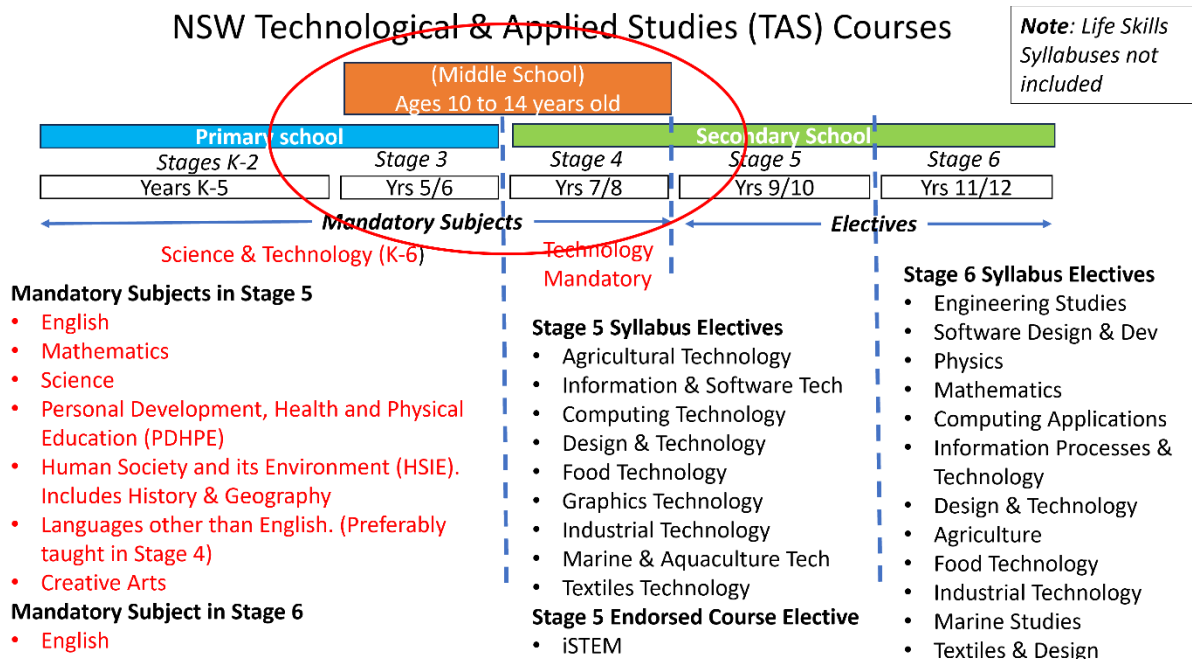 NSW Technological & Applied Studies (TAS) Courses
Note: Life Skills
Syllabuses not
included
(Middle School)
Ages 10 to 14 years old
Primary school
Secondary School
Stages K-2
Stage 3
Stage 4
Stage 5
Stage 6
Years K-5
Yrs 5/6
Yrs 7/8
Yrs 9/10
Yrs 11/12
Mandatory Subjects
Electives
Science & Technology (K-6)
Technology
Mandatory
Mandatory Subjects in Stage 5
• English
• Mathematics
• Science
• Personal Development, Health and Physical
Education (PDHPE)
• Human Society and its Environment (HSIE).
Includes History & Geography
• Languages other than English. (Preferably
taught in Stage 4)
• Creative Arts
Mandatory Subject in Stage 6
• English
Stage 5 Syllabus Electives
• Agricultural Technology
• Information & Software Tech
• Computing Technology
• Design & Technology
• Food Technology
• Graphics Technology
• Industrial Technology
• Marine & Aquaculture Tech
• Textiles Technology
Stage 5 Endorsed Course Elective
• iSTEM
Stage 6 Syllabus Electives
• Engineering Studies
• Software Design & Dev
• Physics
• Mathematics
• Computing Applications
• Information Processes &
Technology
• Design & Technology
• Agriculture
• Food Technology
• Industrial Technology
• Marine Studies
• Textiles & Design